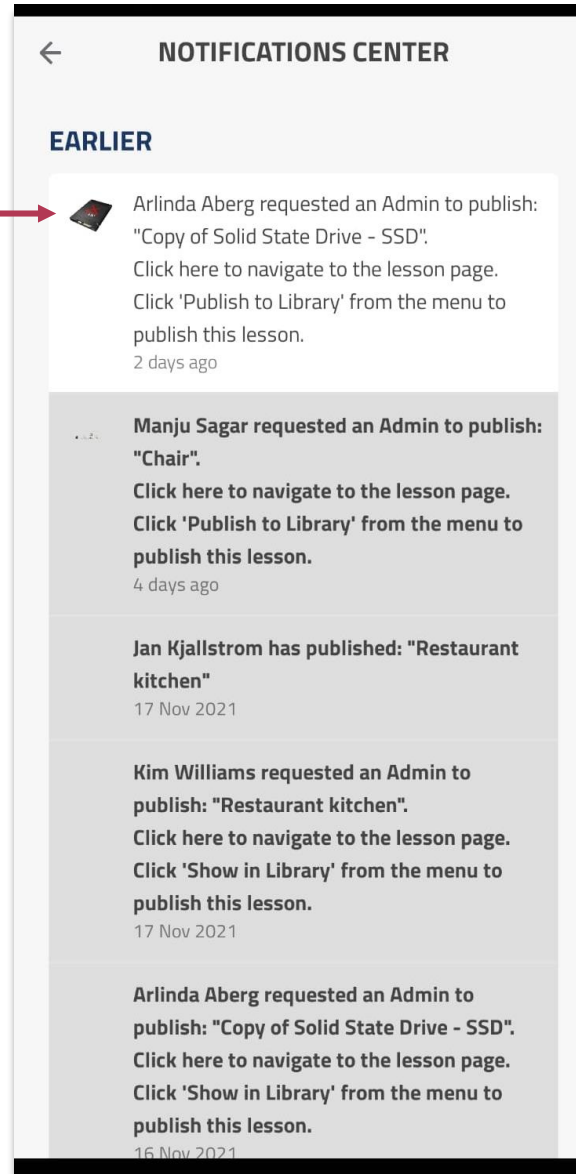 NOTIFICATIONS CENTER
EARLIER
Arlinda Aberg requested an Admin to publish:
"Copy of Solid State Drive - SSD".
Click here to navigate to the lesson page.
Click 'Publish to Library' from the menu to
publish this lesson.
2 days ago
Manju Sagar requested an Admin to publish:
"Chair".
Click here to navigate to the lesson page.
Click 'Publish to Library' from the menu to
publish this lesson.
4 days ago
Jan Kjallstrom has published: "Restaurant
kitchen"
17 Nov 2021
Kim Williams requested an Admin to
publish: "Restaurant kitchen".
Click here to navigate to the lesson page.
Click 'Show in Library' from the menu to
publish this lesson.
17 Nov 2021
Arlinda Aberg requested an Admin to
publish: "Copy of Solid State Drive - SSD".
Click here to navigate to the lesson page.
Click 'Show in Library' from the menu to
publish this lesson.
16 Nov 2021